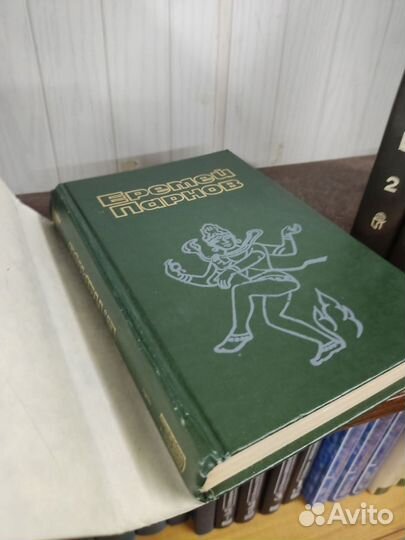 Еремей
Парнов
2
Avito